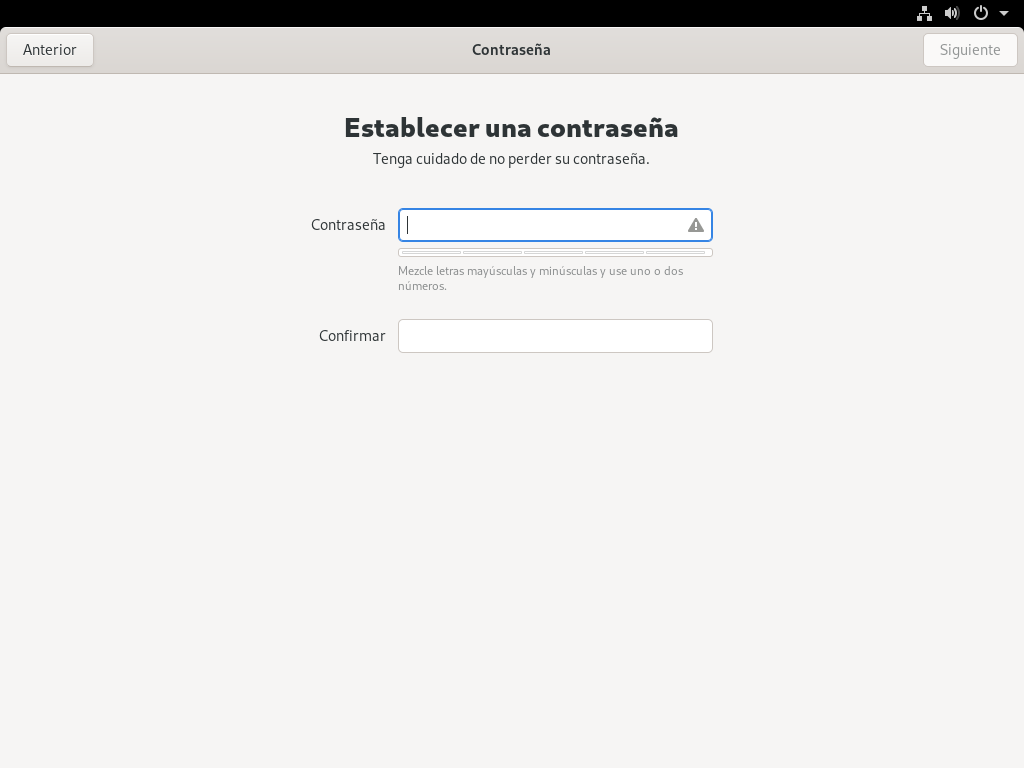 Anterior
Contraseña
Siguiente
Establecer una contraseña
Tenga cuidado de no perder su contraseña.
Contraseña
Mezcle letras mayúsculas y minúsculas y use uno o dos
números.
Confirmar